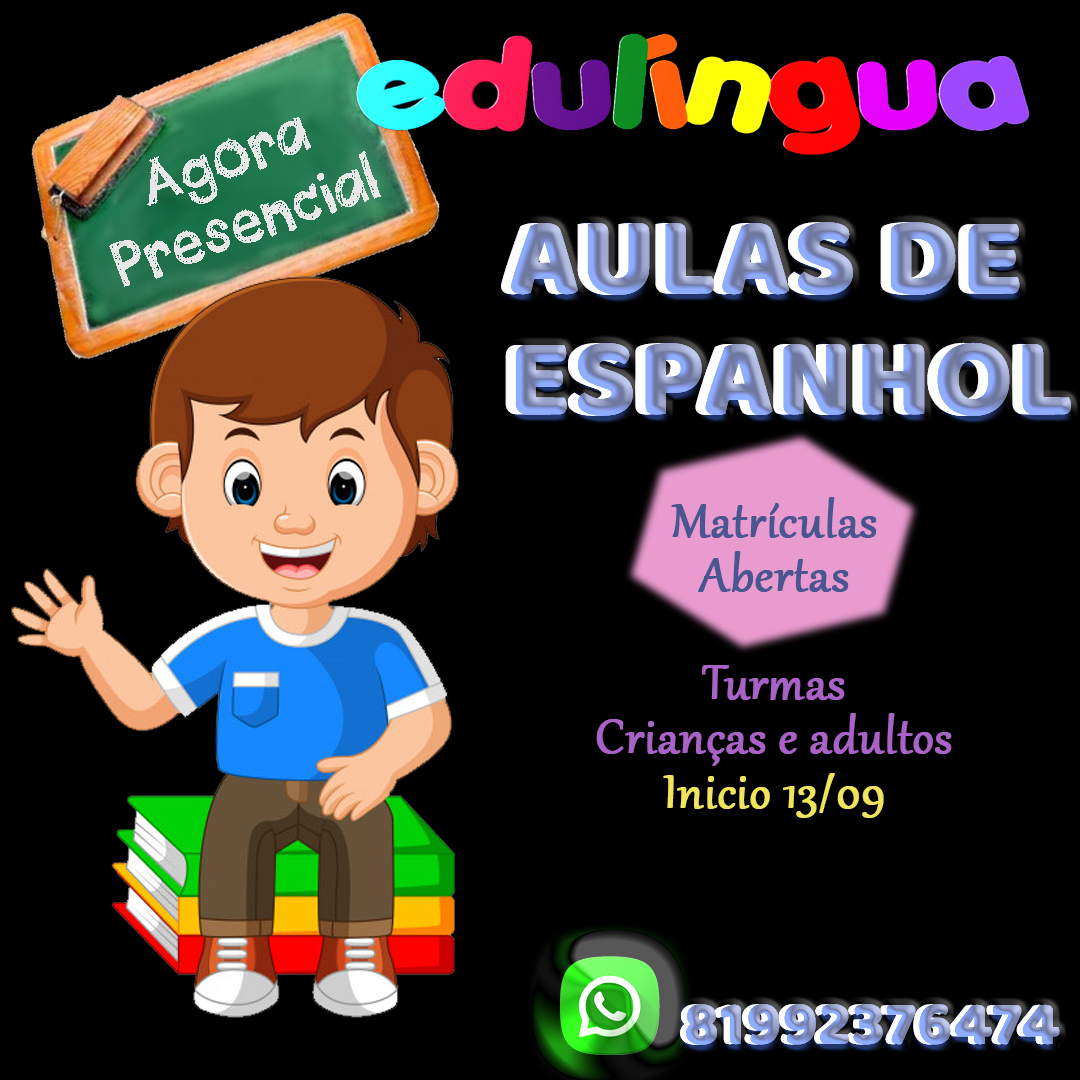 edulíngua
Agora
Presencial
AULAS DE
ESPANHOL
Matrículas
Abertas
Turmas
Crianças e adultos
Inicio 13/09
81992376474